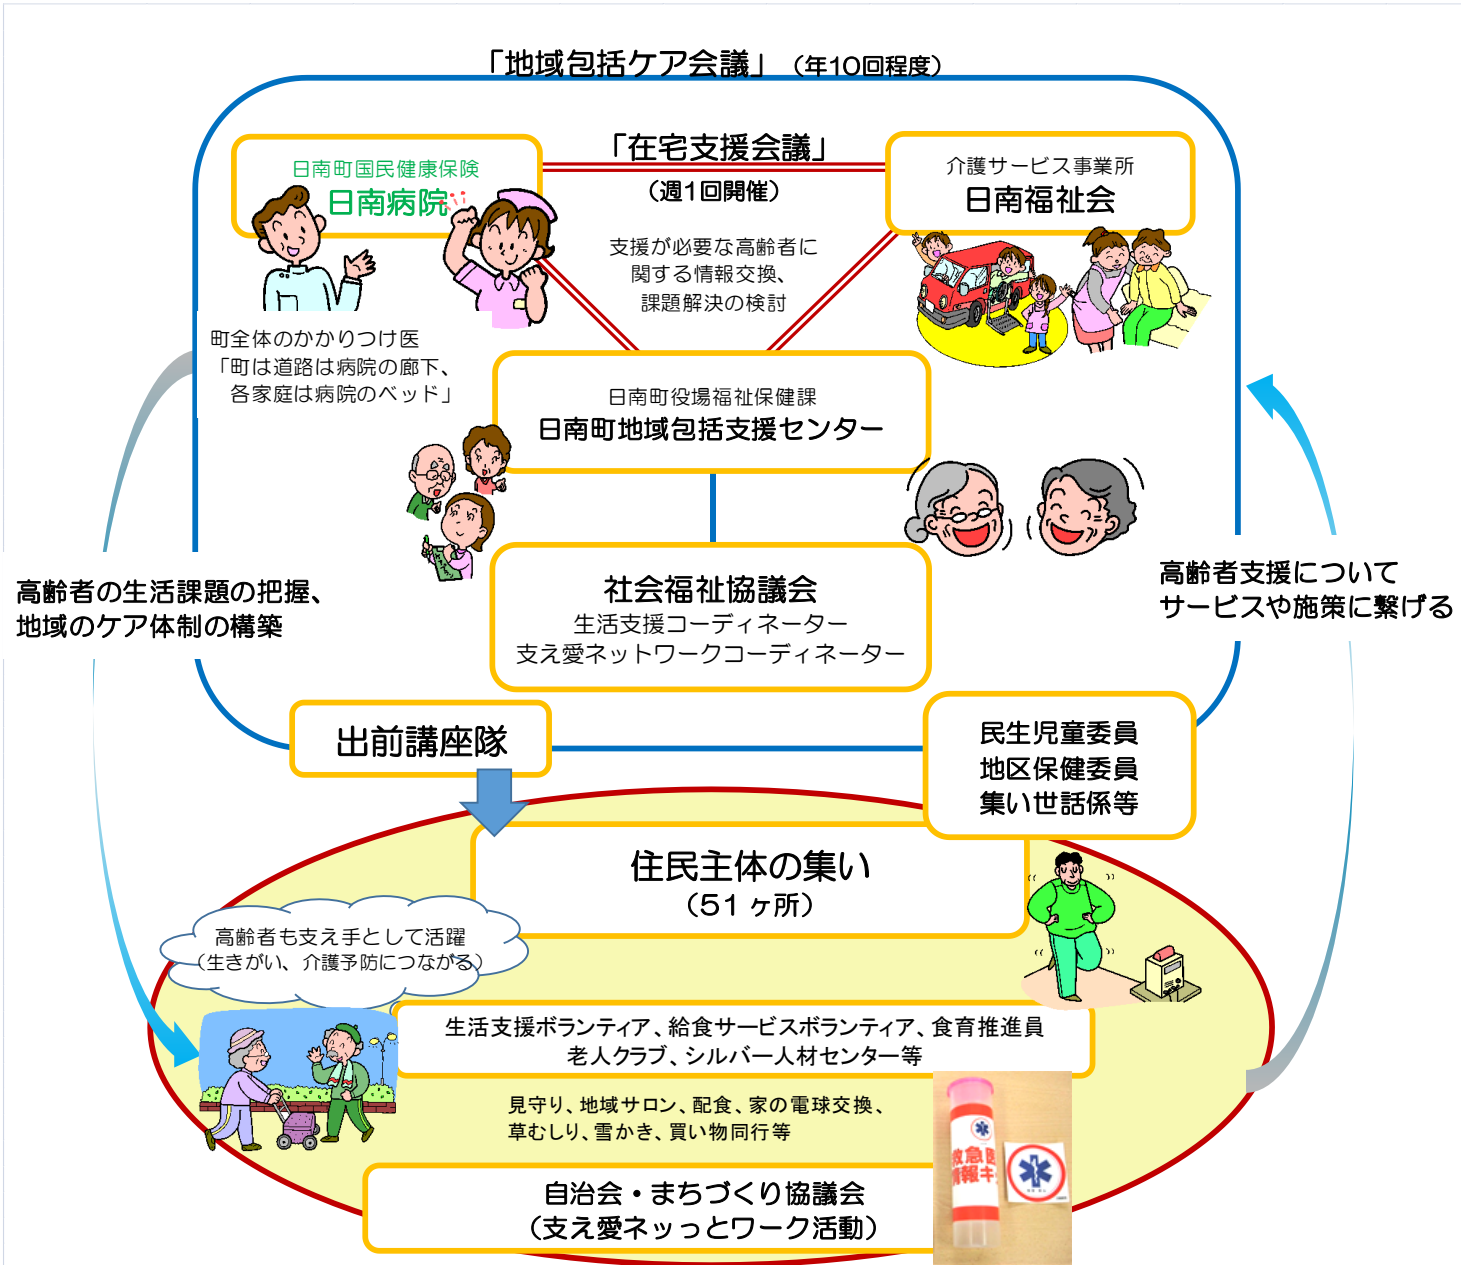 「地域包括ケア会議」（年10回程度）
日南町国民健康保険
日南病院
「在宅支援会議」
（週1回開催）
介護サービス事業所
日南福祉会
支援が必要な高齢者に
関する情報交換、
課題解決の検討
町全体のかかりつけ医
「町は道路は病院の廊下、
各家庭は病院のベッド」
日南町役場福祉保健課
日南町地域包括支援センター
高齢者の生活課題の把握、
地域のケア体制の構築
社会福祉協議会
生活支援コーディネーター
支え愛ネットワークコーディネーター
高齢者支援について
サービスや施策に繋げる
出前講座隊
民生児童委員
地区保健委員
集い世話係等
住民主体の集い
（51ヶ所）
高齢者も支え手として活躍
（生きがい、介護予防につながる）
生活支援ボランティア、給食サービスボランティア、食育推進員
老人クラブ、シルバー人材センター等
見守り、地域サロン、配食、家の電球交換、
草むしり、雪かき、買い物同行等
救急医
情報キ
自治会・まちづくり協議会
（支え愛ネッっとワーク活動）